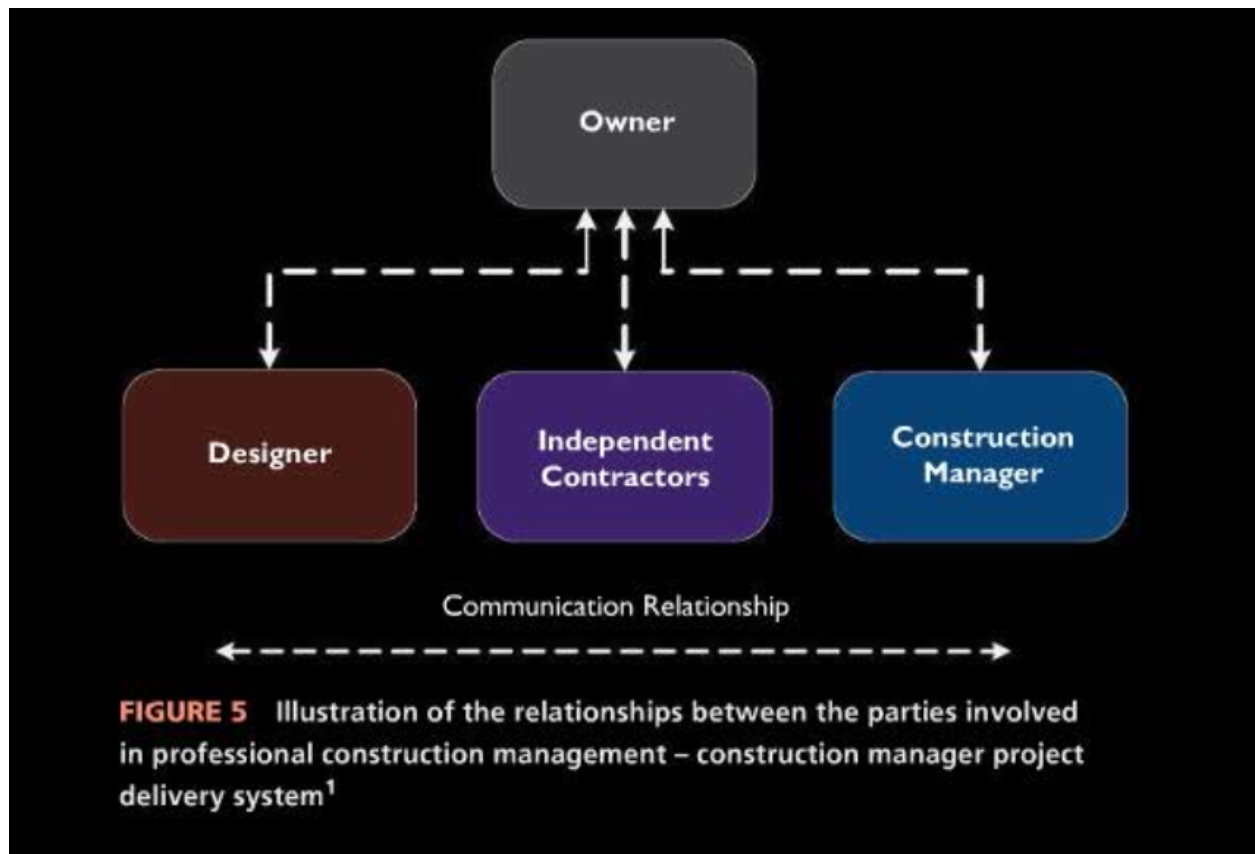 Owner
Designer
Independent
Contractors
Construction
Manager
Communication Relationship
FIGURE 5 Illustration of the relationships between the parties involved
in professional construction management – construction manager project
delivery system¹